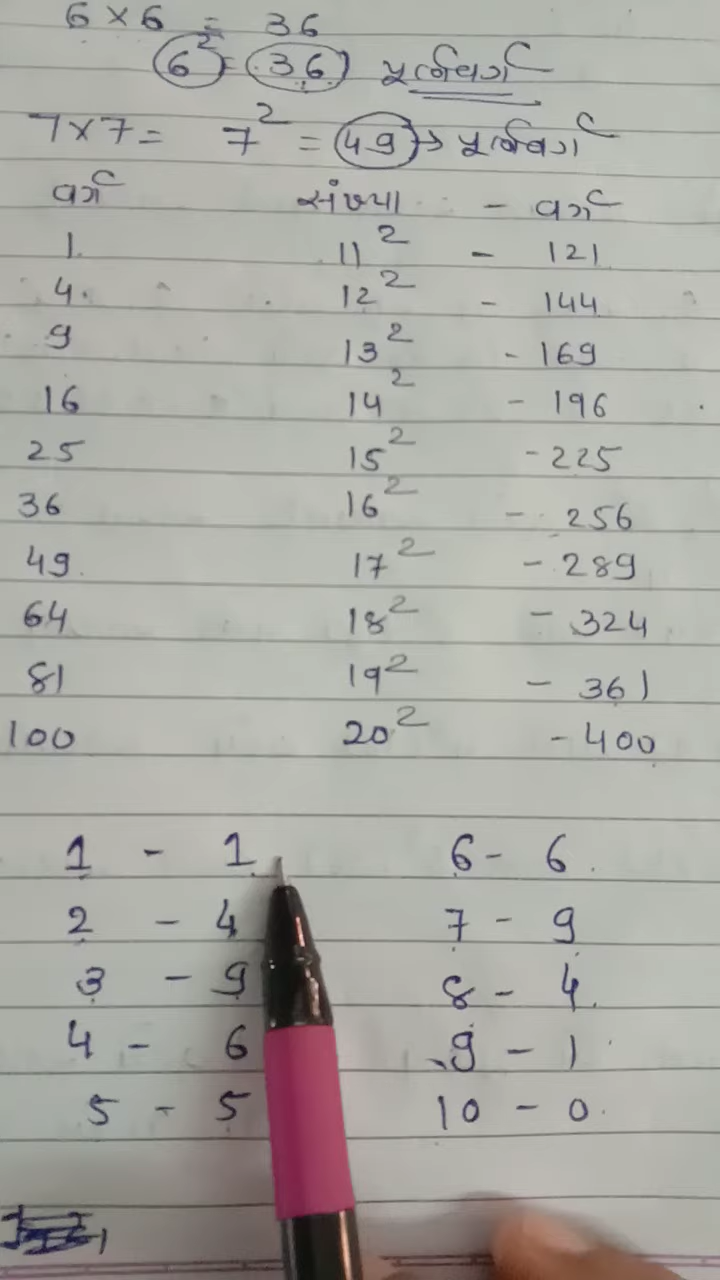 6 × 6 = 36
6² = 36 પૂર્ણવર્ગ
7×7 = 7² = 49 → પૂર્ણવર્ગ
વર્ગ સંખ્યા - વર્ગ
1 11² - 121
4 12² - 144
9 13² - 169
16 14² - 196
25 15² - 225
36 16² - 256
49 17² - 289
64 18² - 324
81 19² - 361
100 20² - 400
1 - 1 6 - 6
2 - 4 7 - 9
3 - 9 8 - 4
4 - 6 9 - 1
5 - 5 10 - 0